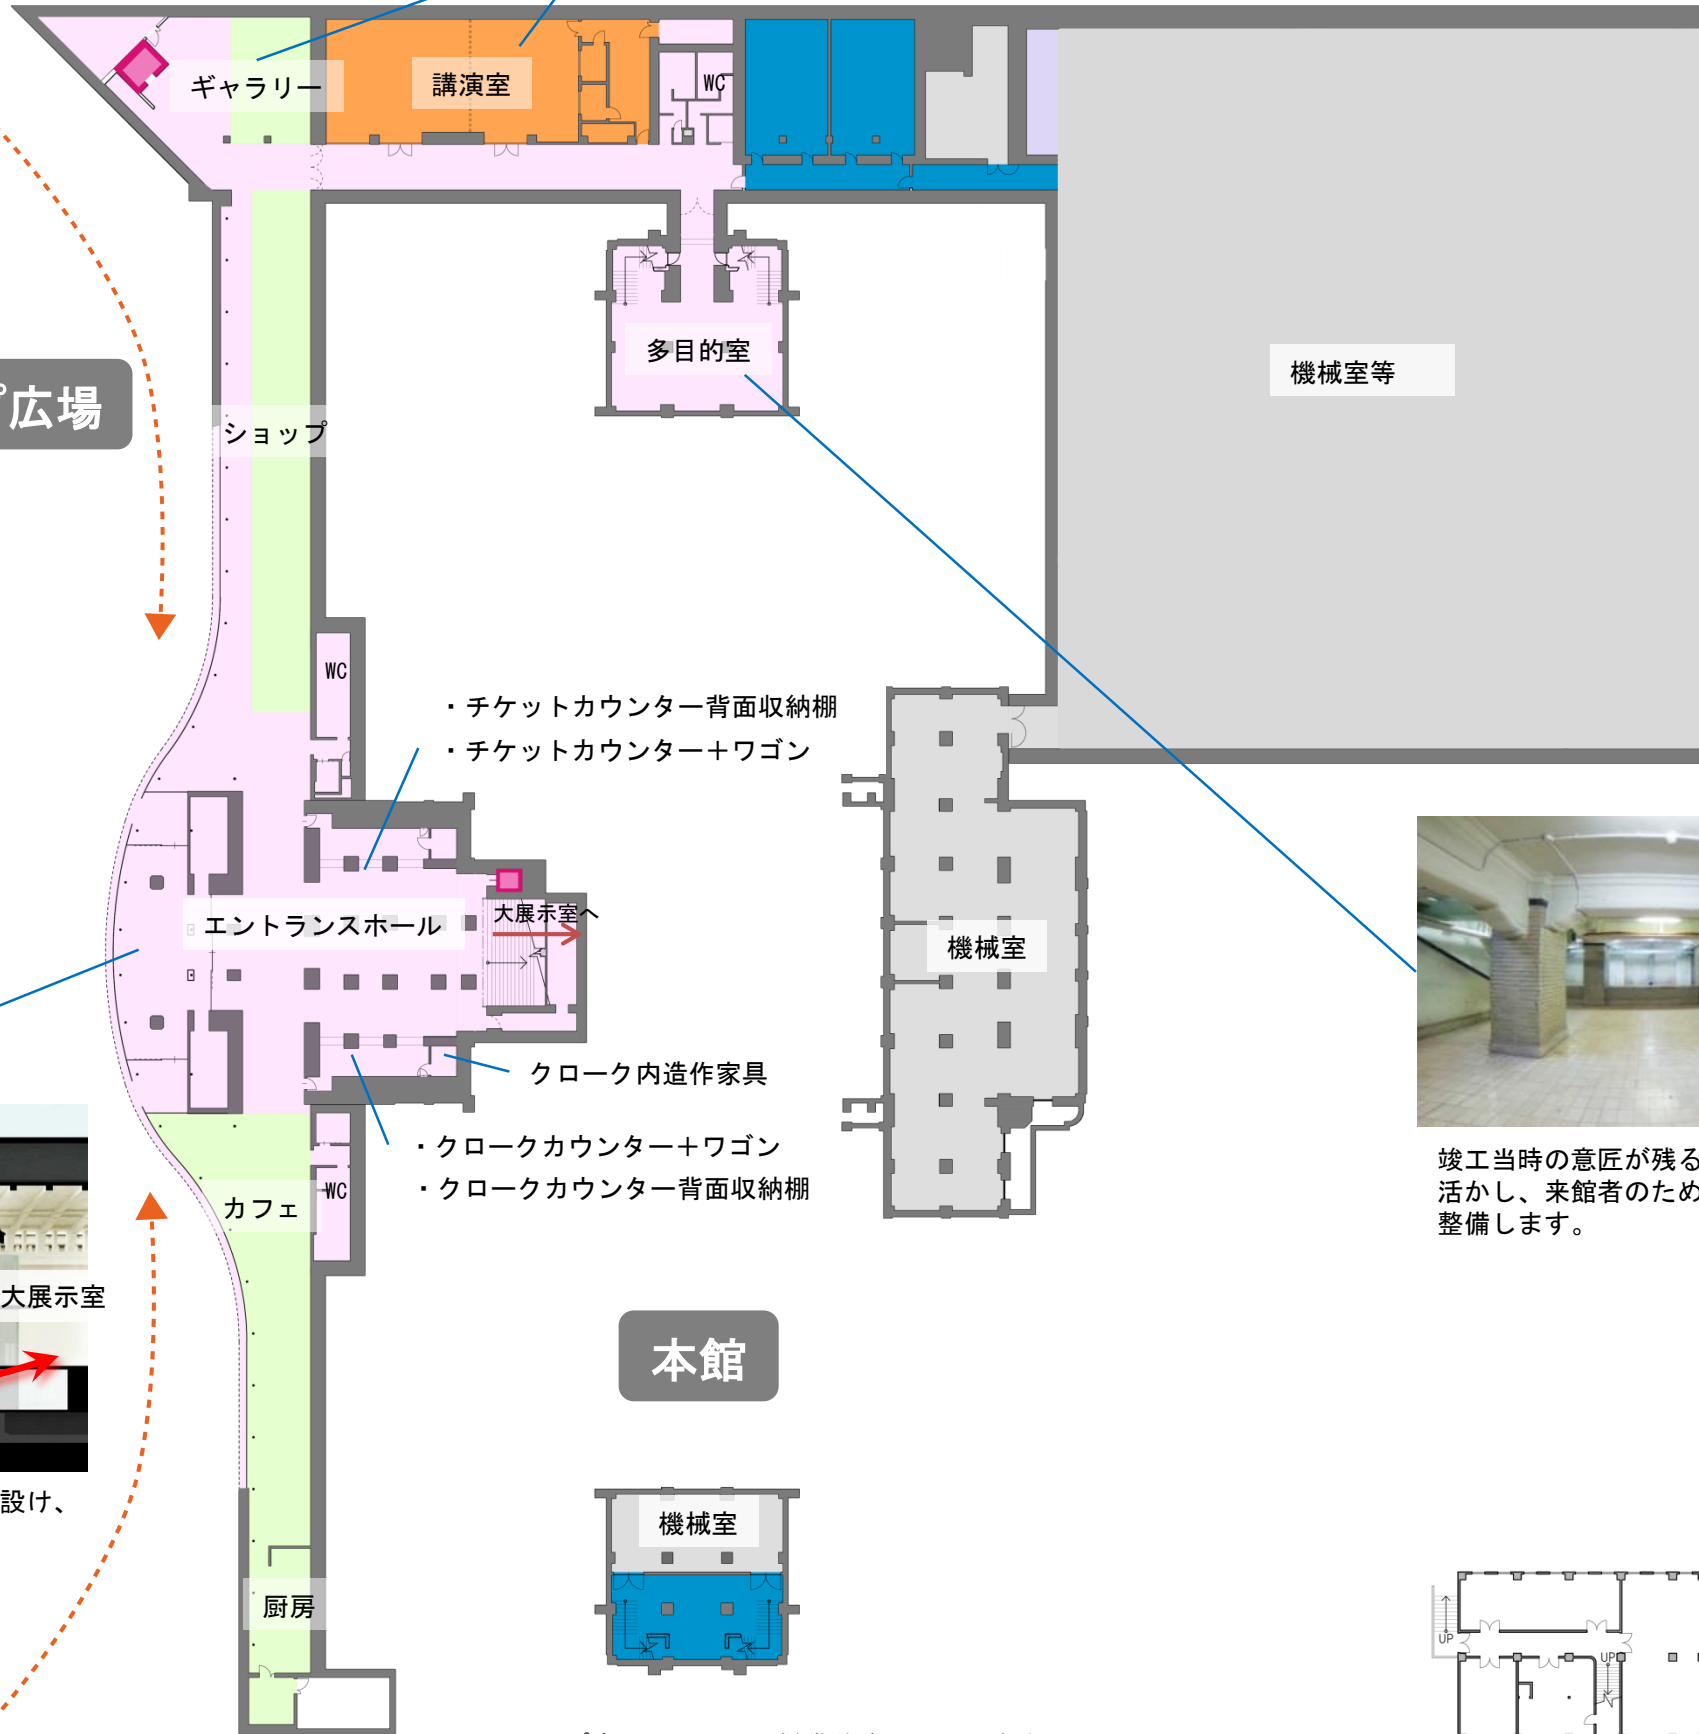 ギャラリー
講演室
WC
多目的室
機械室等
広場
ショップ
WC
・チケットカウンター背面収納棚
・チケットカウンター＋ワゴン
エントランスホール
大展示室へ
機械室
クローク内造作家具
・クロークカウンター＋ワゴン
・クロークカウンター背面収納棚
竣工当時の意匠が残る
活かし、来館者のため
整備します。
カフェ
WC
大展示室
本館
設け、
機械室
厨房
UP
UP